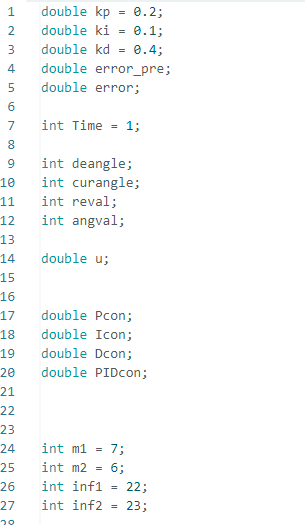 1 double kp = 0.2;
2 double ki = 0.1;
3 double kd = 0.4;
4 double error_pre;
5 double error;
6
7 int Time = 1;
8
9 int deangle;
10 int curangle;
11 int reval;
12 int angval;
13
14 double u;
15
16
17 double Pcon;
18 double Icon;
19 double Dcon;
20 double PIDcon;
21
22
23
24 int m1 = 7;
25 int m2 = 6;
26 int inf1 = 22;
27 int inf2 = 23;
28